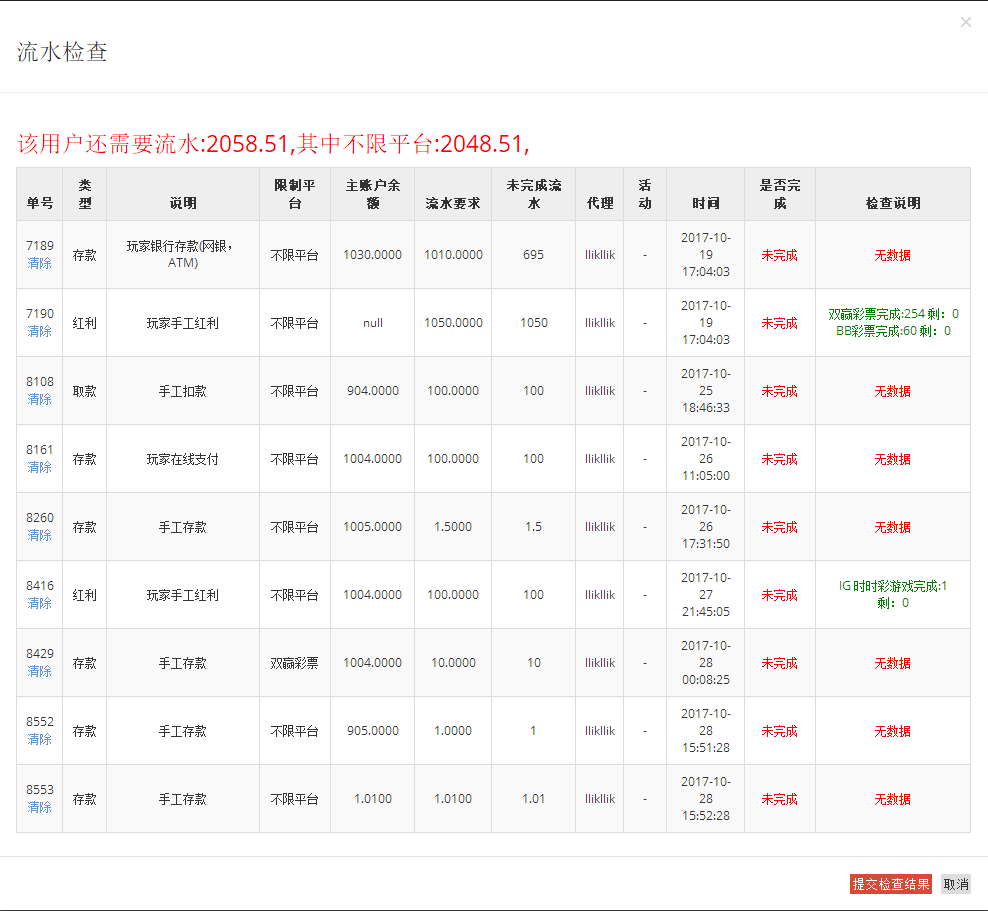 ×
流水检查
该用户还需要流水:2058.51,其中不限平台:2048.51,
单号 类型 说明 限制平台 主账户余额 流水要求 未完成流水 代理 活动 时间 是否完成 检查说明
7189 清除 存款 玩家银行存款(网银，ATM) 不限平台 1030.0000 1010.0000 695 llikllik - 2017-10-19 17:04:03 未完成 无数据
7190 清除 红利 玩家手工红利 不限平台 null 1050.0000 1050 llikllik - 2017-10-19 17:04:03 未完成 双赢彩票完成:254 剩：0 BB彩票完成:60 剩：0
8108 清除 取款 手工扣款 不限平台 904.0000 100.0000 100 llikllik - 2017-10-25 18:46:33 未完成 无数据
8161 清除 存款 玩家在线支付 不限平台 1004.0000 100.0000 100 llikllik - 2017-10-26 11:05:00 未完成 无数据
8260 清除 存款 手工存款 不限平台 1005.0000 1.5000 1.5 llikllik - 2017-10-26 17:31:50 未完成 无数据
8416 清除 红利 玩家手工红利 不限平台 1004.0000 100.0000 100 llikllik - 2017-10-27 21:45:05 未完成 IG时时彩游戏完成:1 剩：0
8429 清除 存款 手工存款 双赢彩票 1004.0000 10.0000 10 llikllik - 2017-10-28 00:08:25 未完成 无数据
8552 清除 存款 手工存款 不限平台 905.0000 1.0000 1 llikllik - 2017-10-28 15:51:28 未完成 无数据
8553 清除 存款 手工存款 不限平台 1.0100 1.0100 1.01 llikllik - 2017-10-28 15:52:28 未完成 无数据
提交检查结果 取消